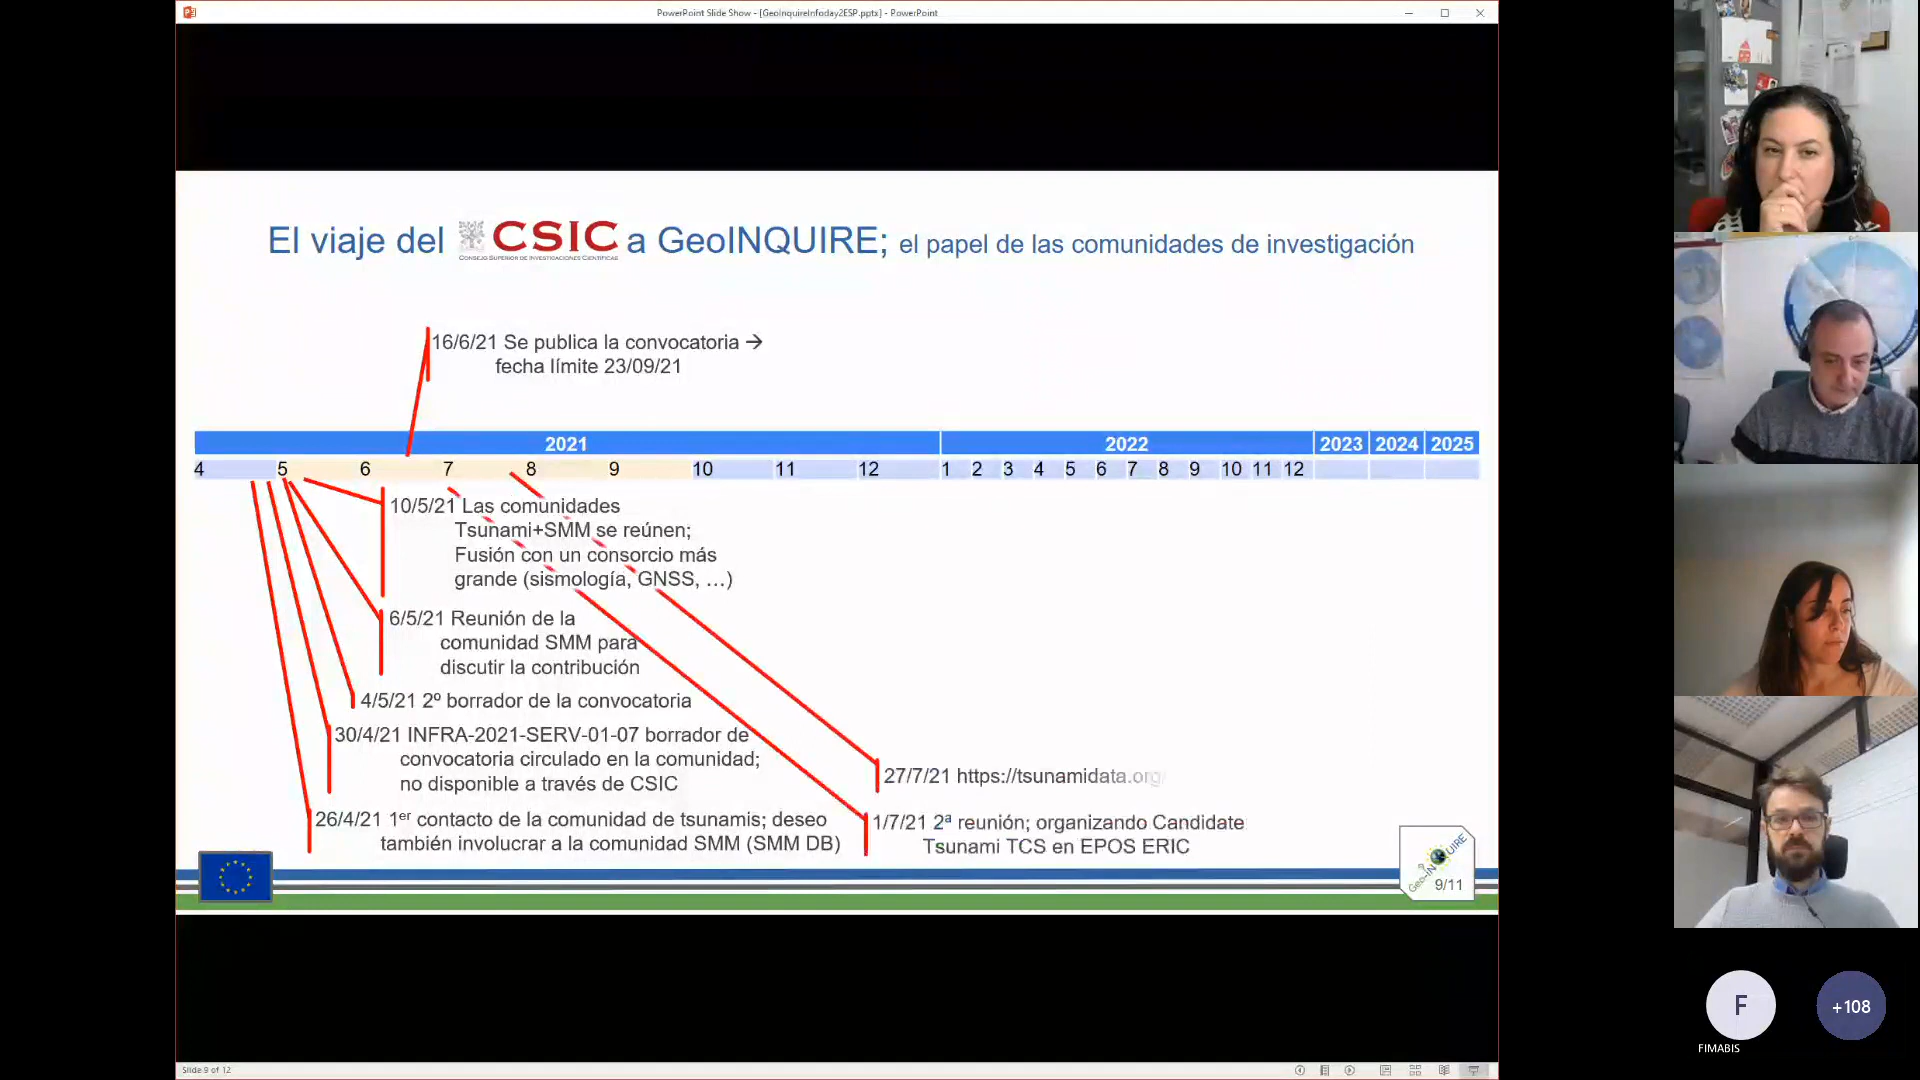 PowerPoint Slide Show - [GeoInquireInfoday2ESP.pptx] - PowerPoint
El viaje del CSIC a GeoINQUIRE; el papel de las comunidades de investigación
CONSEJO SUPERIOR DE INVESTIGACIONES CIENTÍFICAS
16/6/21 Se publica la convocatoria →
fecha límite 23/09/21
2021 2022 2023 2024 2025
4 5 6 7 8 9 10 11 12 1 2 3 4 5 6 7 8 9 10 11 12
10/5/21 Las comunidades
Tsunami+SMM se reúnen;
Fusión con un consorcio más
grande (sismología, GNSS, …)
6/5/21 Reunión de la
comunidad SMM para
discutir la contribución
4/5/21 2º borrador de la convocatoria
30/4/21 INFRA-2021-SERV-01-07 borrador de
convocatoria circulado en la comunidad;
no disponible a través de CSIC
26/4/21 1er contacto de la comunidad de tsunamis; deseo
también involucrar a la comunidad SMM (SMM DB)
27/7/21 https://tsunamidata.org/
1/7/21 2ª reunión; organizando Candidate
Tsunami TCS en EPOS ERIC
Geo-INQUIRE
9/11
Slide 9 of 12
F
+108
FIMABIS